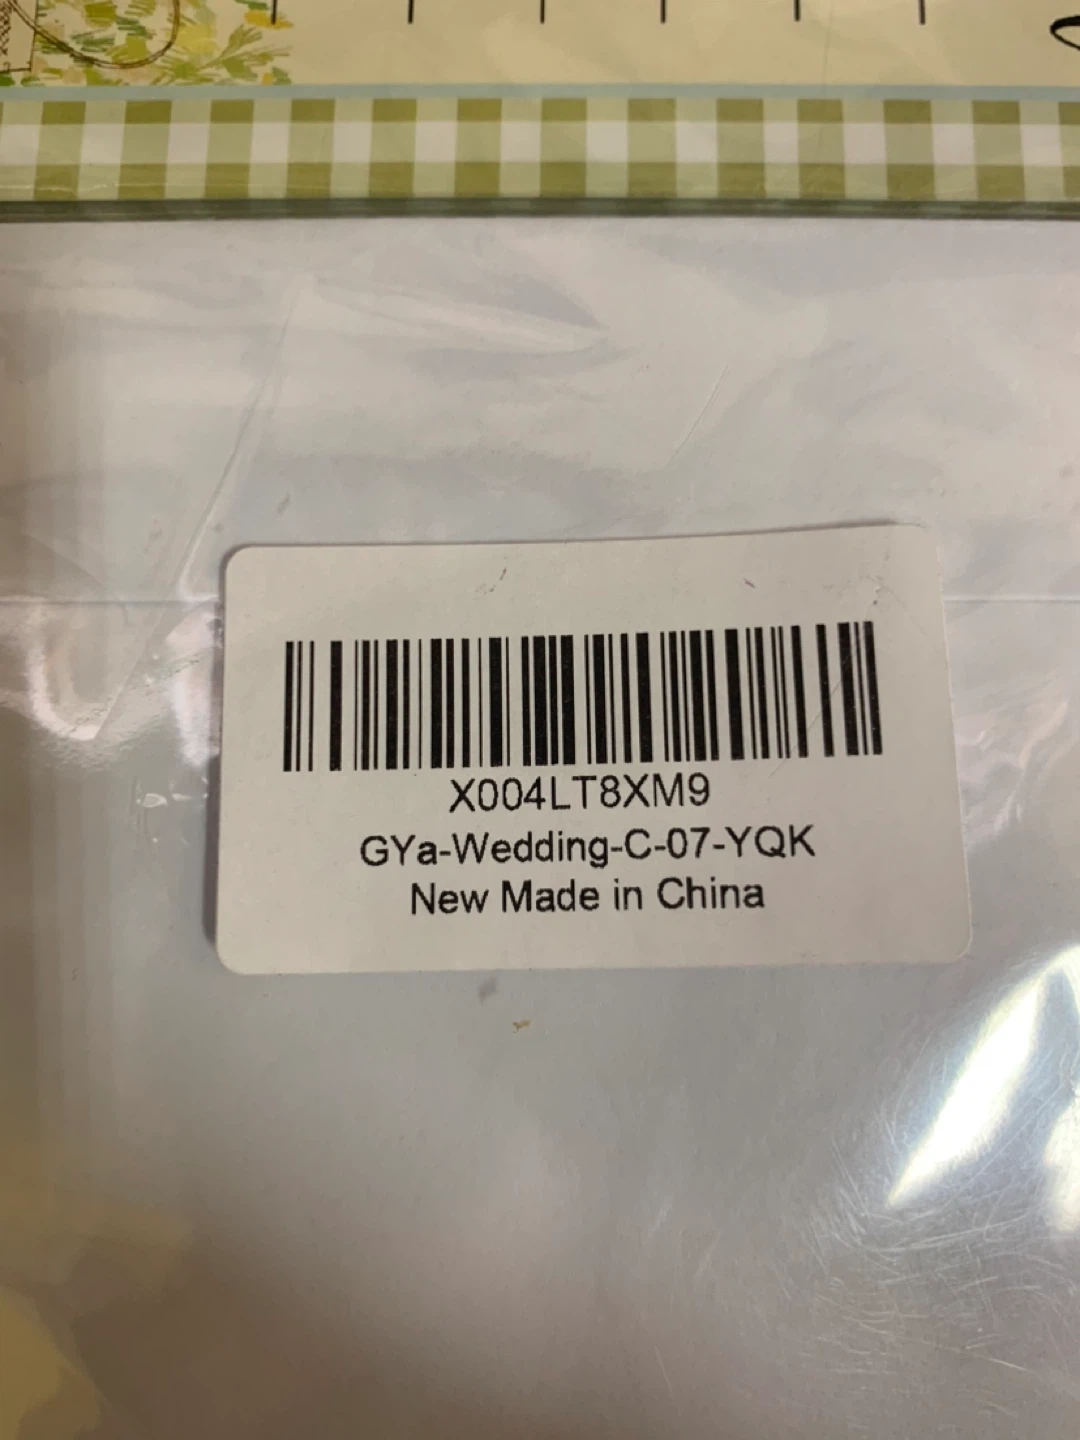 X004LT8XM9
GYa-Wedding-C-07-YQK
New Made in China